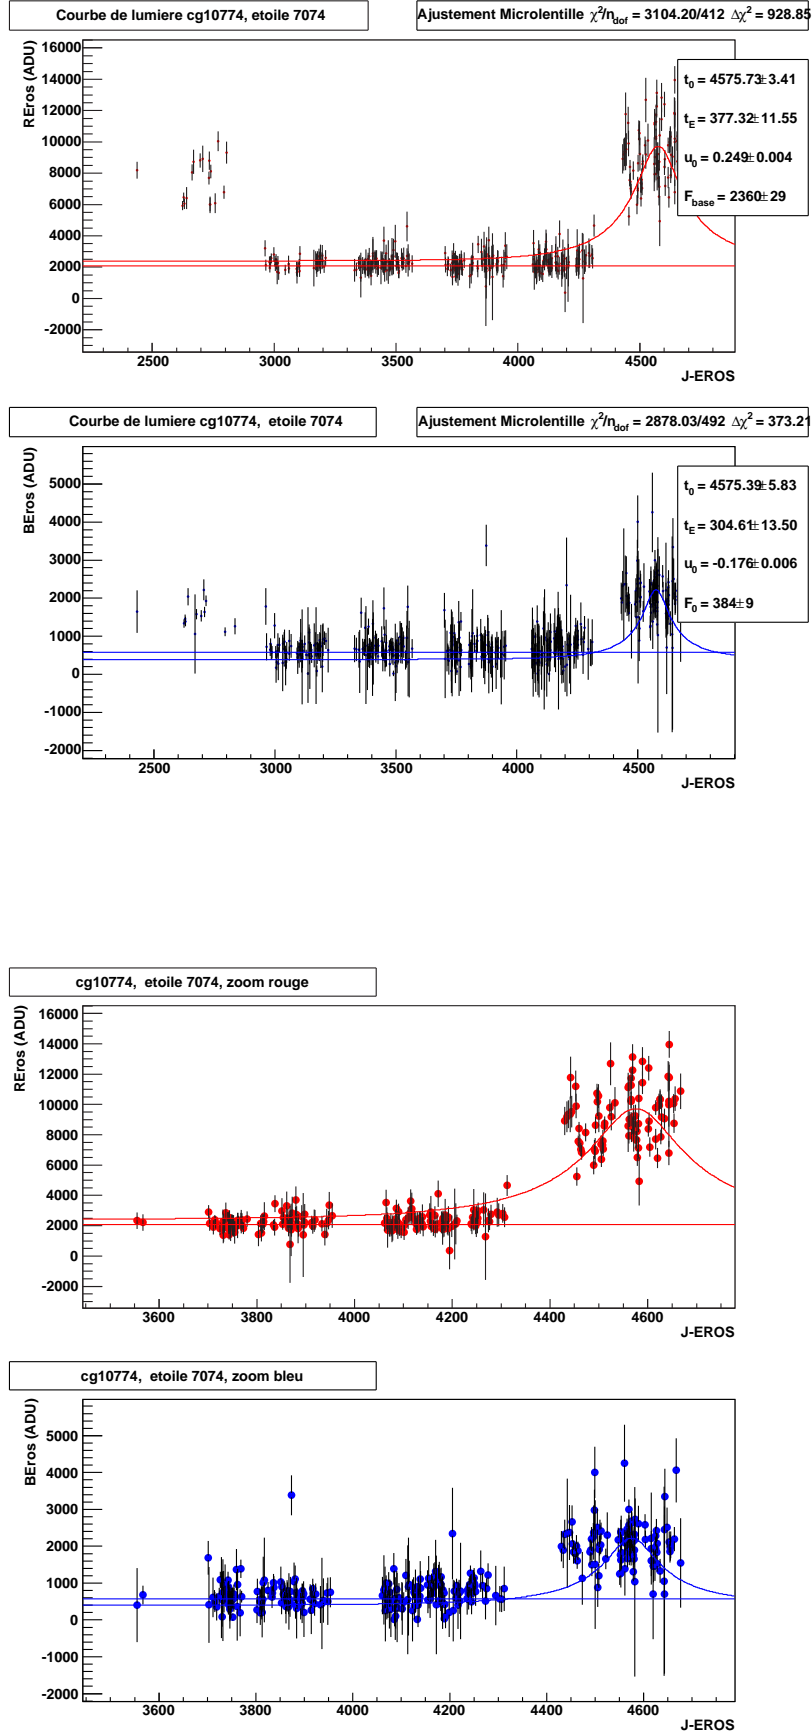 Courbe de lumiere cg10774, etoile 7074
Ajustement Microlentille χ²/n_dof = 3104.20/412 Δχ² = 928.85
REros (ADU)
16000
14000
12000
10000
8000
6000
4000
2000
0
-2000
t_0 = 4575.73±3.41
t_E = 377.32±11.55
u_0 = 0.249±0.004
F_base = 2360±29
2500 3000 3500 4000 4500
J-EROS
Courbe de lumiere cg10774, etoile 7074
Ajustement Microlentille χ²/n_dof = 2878.03/492 Δχ² = 373.21
BEros (ADU)
5000
4000
3000
2000
1000
0
-1000
-2000
t_0 = 4575.39±5.83
t_E = 304.61±13.50
u_0 = -0.176±0.006
F_0 = 384±9
2500 3000 3500 4000 4500
J-EROS
cg10774, etoile 7074, zoom rouge
REros (ADU)
16000
14000
12000
10000
8000
6000
4000
2000
0
-2000
3600 3800 4000 4200 4400 4600
J-EROS
cg10774, etoile 7074, zoom bleu
BEros (ADU)
5000
4000
3000
2000
1000
0
-1000
-2000
3600 3800 4000 4200 4400 4600
J-EROS